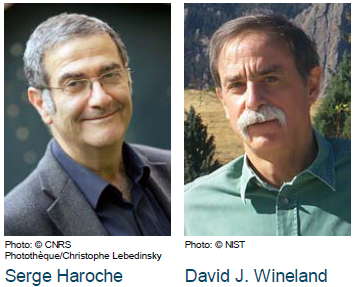 Photo: © CNRS
Photothèque/Christophe Lebedinsky
Serge Haroche
Photo: © NIST
David J. Wineland